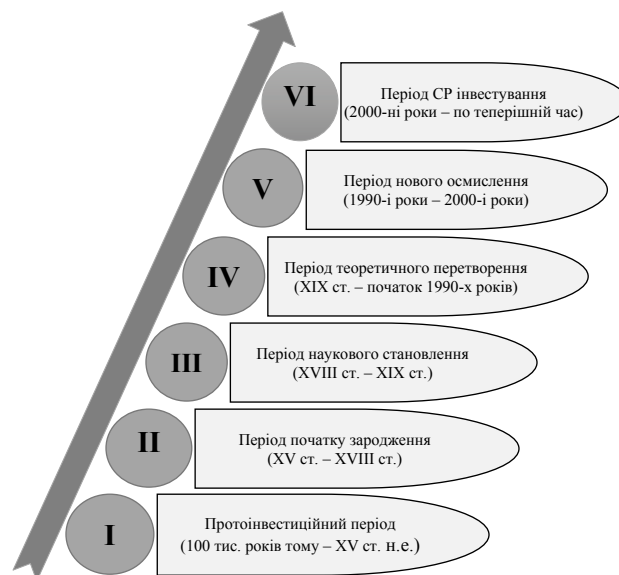 VI
Період СР інвестування
(2000-ні роки – по теперішній час)
V
Період нового осмислення
(1990-і роки – 2000-і роки)
IV
Період теоретичного перетворення
(XIX ст. – початок 1990-х років)
III
Період наукового становлення
(XVIII ст. – XIX ст.)
II
Період початку зародження
(XV ст. – XVIII ст.)
I
Протоінвестиційний період
(100 тис. років тому – XV ст. н.е.)